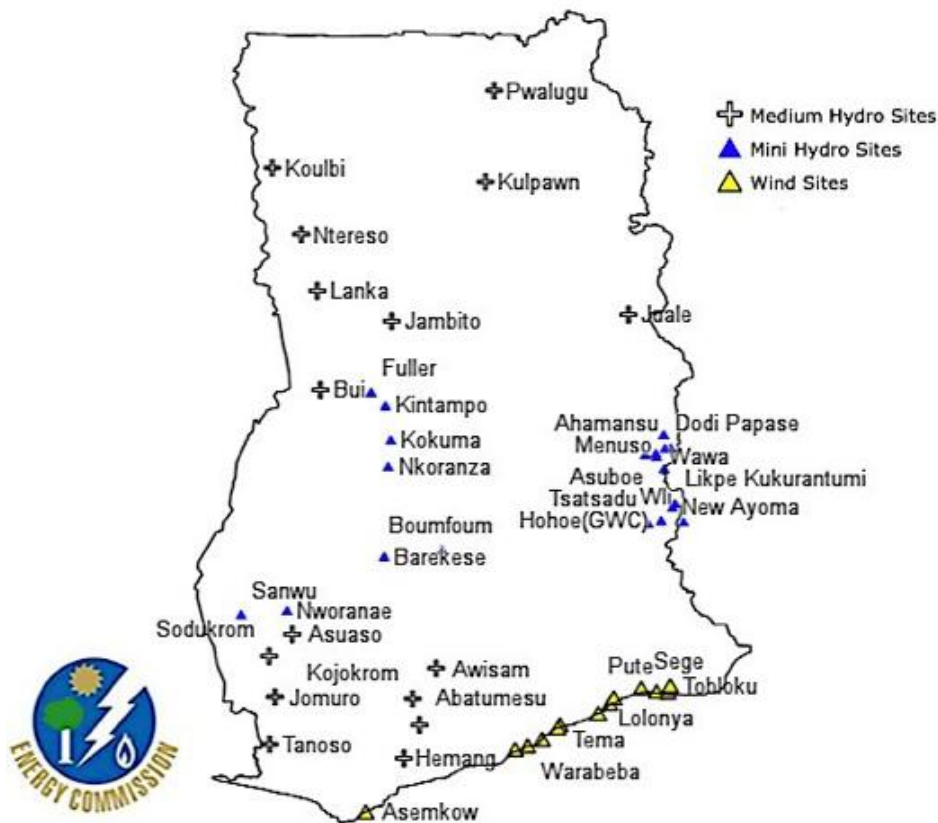 Pwalugu
Medium Hydro Sites
Mini Hydro Sites
Wind Sites
Koulbi
Kulpawn
Ntereso
Lanka
Jambito
Juale
Fuller
Bui
Kintampo
Ahamansu
Dodi Papase
Kokuma
Menuso
Wawa
Nkoranza
Asuboe
Likpe Kukurantumi
Tsatsadu
Wli
New Ayoma
Hohoe(GWC)
Boumfoum
Barekese
Sanwu
Nworanae
Sodukrom
Asuaso
Kojokrom
Awisam
Pute
Sege
Tobloku
Jomuro
Abatumesu
Lolonya
Tanoso
Tema
Hemang
Warabeba
Asemkow
ENERGY COMMISSION